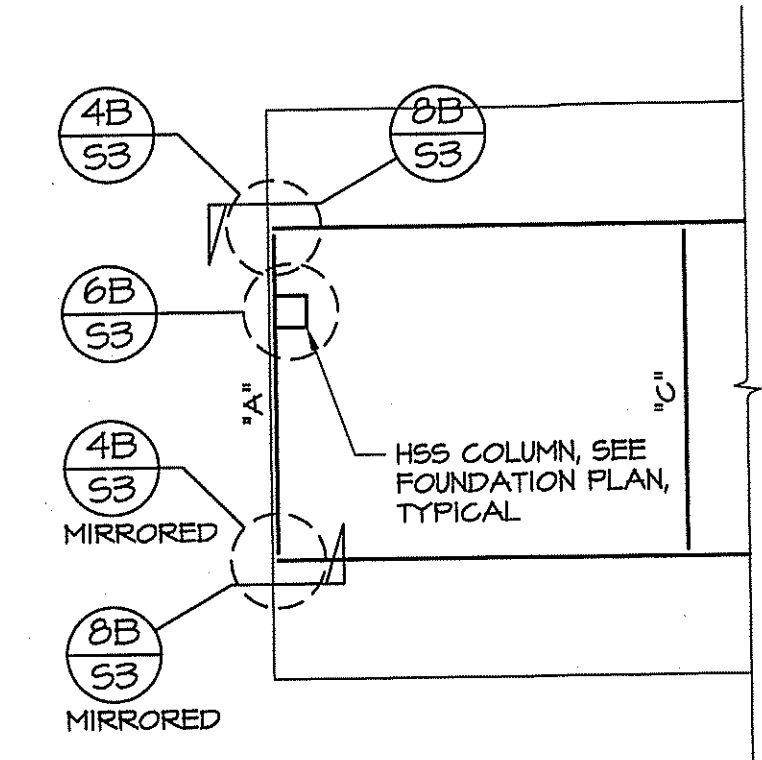 4B
S3
8B
S3
6B
S3
"A"
"C"
HSS COLUMN, SEE
FOUNDATION PLAN,
TYPICAL
4B
S3
MIRRORED
8B
S3
MIRRORED